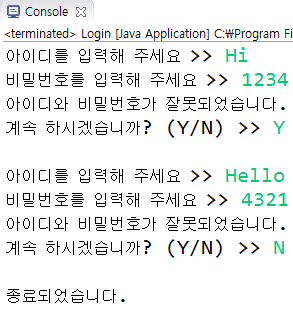 Console
<terminated> Login [Java Application] C:\Program Fi
아이디를 입력해 주세요 >> Hi
비밀번호를 입력해 주세요 >> 1234
아이디와 비밀번호가 잘못되었습니다.
계속 하시겠습니까? (Y/N) >> Y
아이디를 입력해 주세요 >> Hello
비밀번호를 입력해 주세요 >> 4321
아이디와 비밀번호가 잘못되었습니다.
계속 하시겠습니까? (Y/N) >> N
종료되었습니다.